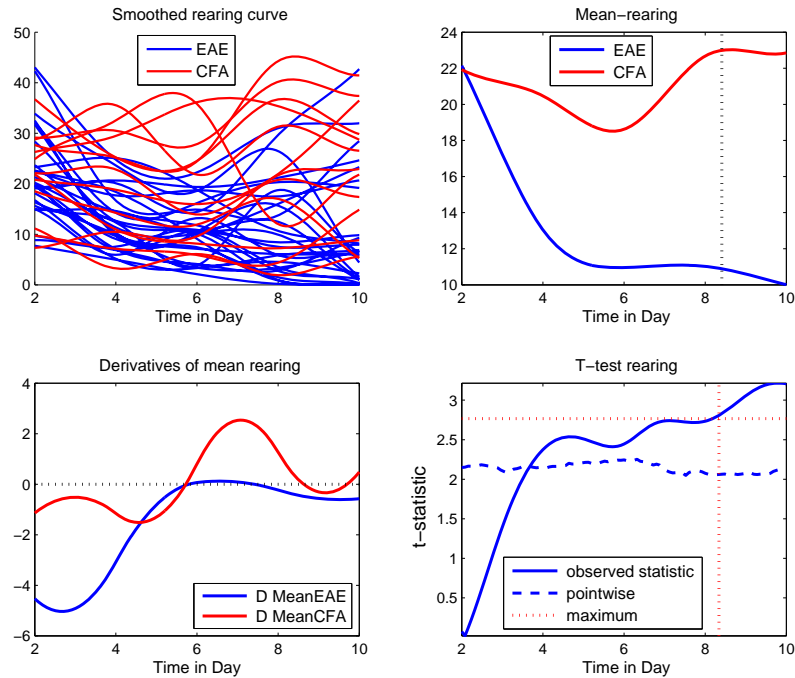 Smoothed rearing curve
50
40
30
20
10
0
EAE
CFA
2 4 6 8 10
Time in Day
Mean−rearing
24
22
20
18
16
14
12
10
EAE
CFA
2 4 6 8 10
Time in Day
Derivatives of mean rearing
4
2
0
−2
−4
−6
D MeanEAE
D MeanCFA
2 4 6 8 10
Time in Day
T−test rearing
t−statistic
3
2.5
2
1.5
1
0.5
observed statistic
pointwise
maximum
2 4 6 8 10
Time in Day